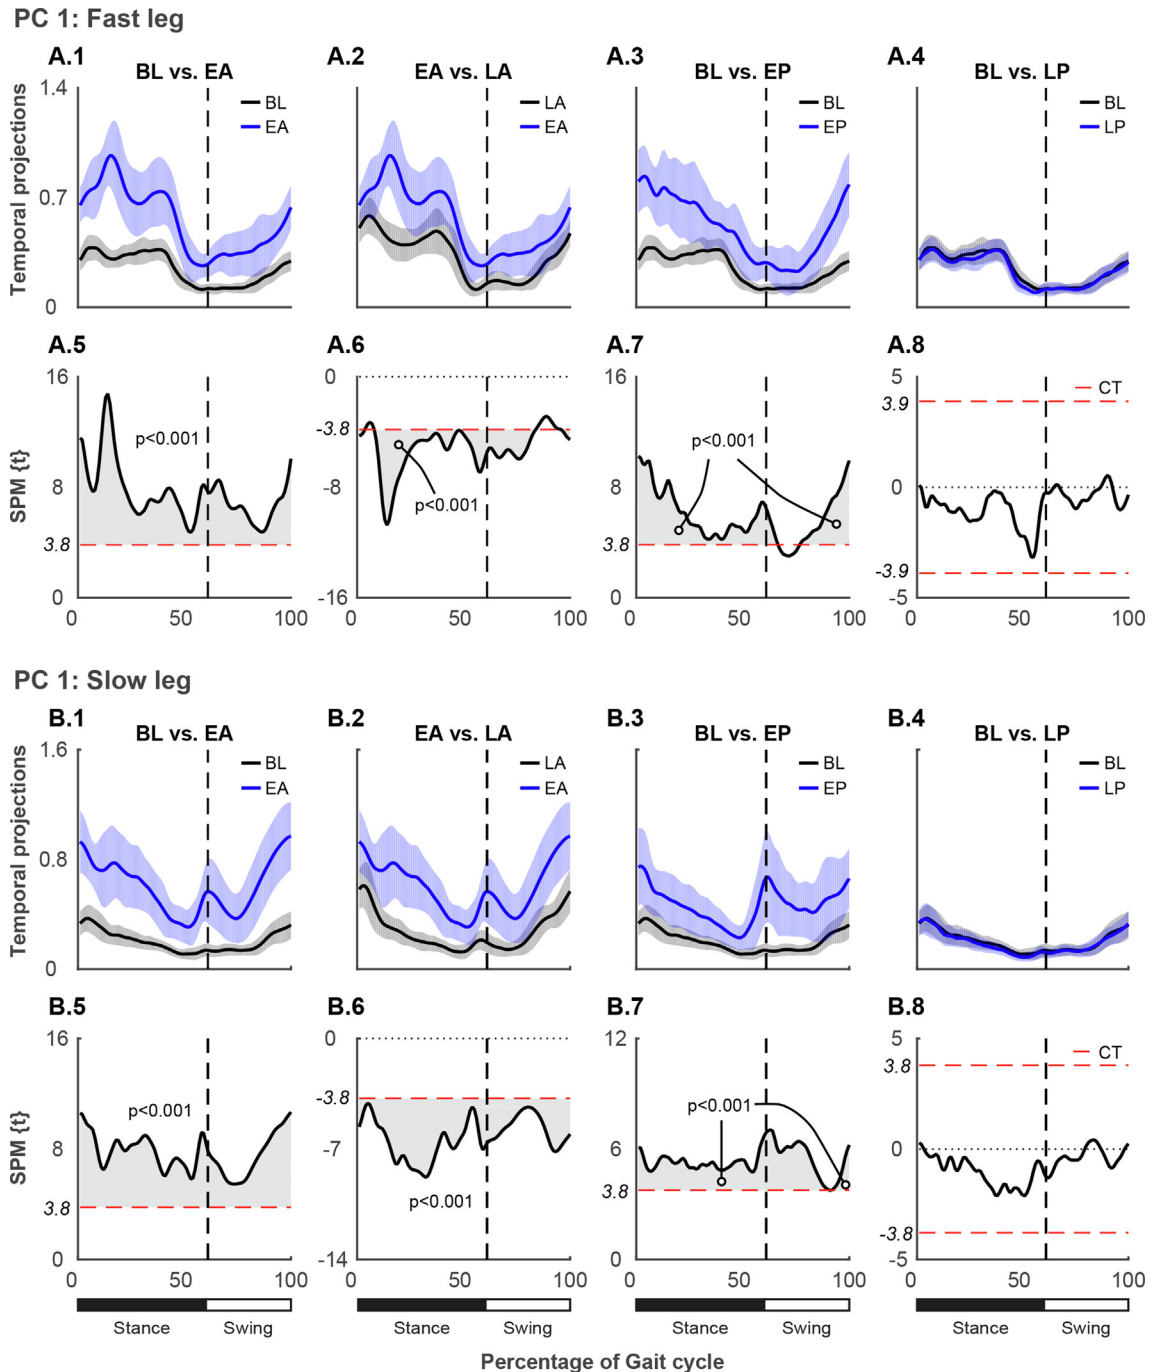 PC 1: Fast leg
A.1 A.2 A.3 A.4
BL vs. EA EA vs. LA BL vs. EP BL vs. LP
1.4 BL LA BL BL
EA EA EP LP
0.7
0
Temporal projections
A.5 A.6 A.7 A.8
16 0 16 5 CT
3.9
p<0.001 -3.8 p<0.001
8 -8 p<0.001 8 0
3.8 3.8 -3.9
0 -16 0 -5
SPM {t}
0 50 100 0 50 100 0 50 100 0 50 100
PC 1: Slow leg
B.1 B.2 B.3 B.4
BL vs. EA EA vs. LA BL vs. EP BL vs. LP
1.6 BL LA BL BL
EA EA EP LP
0.8
0
Temporal projections
B.5 B.6 B.7 B.8
16 0 12 5 CT
3.8
p<0.001 -3.8 p<0.001
8 -7 6 0
3.8 p<0.001 3.8 -3.8
0 -14 0 -5
SPM {t}
0 50 100 0 50 100 0 50 100 0 50 100
Stance Swing Stance Swing Stance Swing Stance Swing
Percentage of Gait cycle